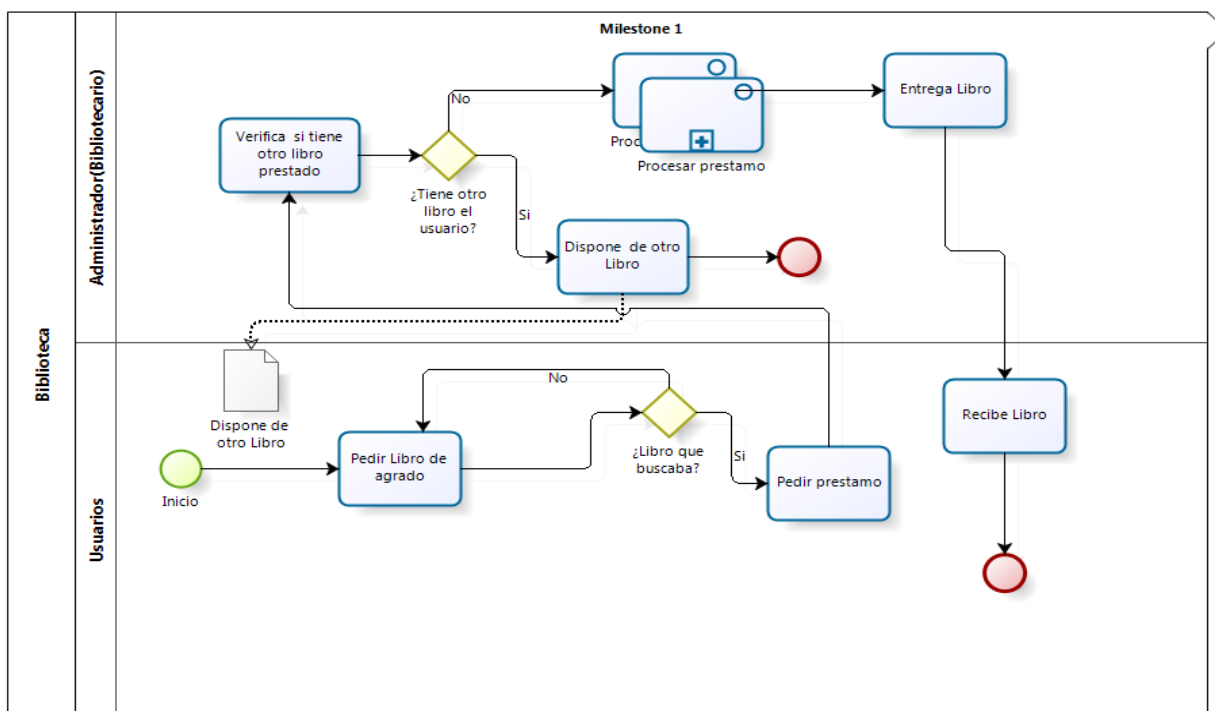 Milestone 1
Biblioteca
Administrador(Bibliotecario)
Verifica si tiene
otro libro
prestado
No
¿Tiene otro
libro el
usuario?
Si
Proc
Procesar prestamo
Entrega Libro
Dispone de otro
Libro
Usuarios
Dispone de
otro Libro
Inicio
Pedir Libro de
agrado
No
¿Libro que
buscaba?
Si
Pedir prestamo
Recibe Libro